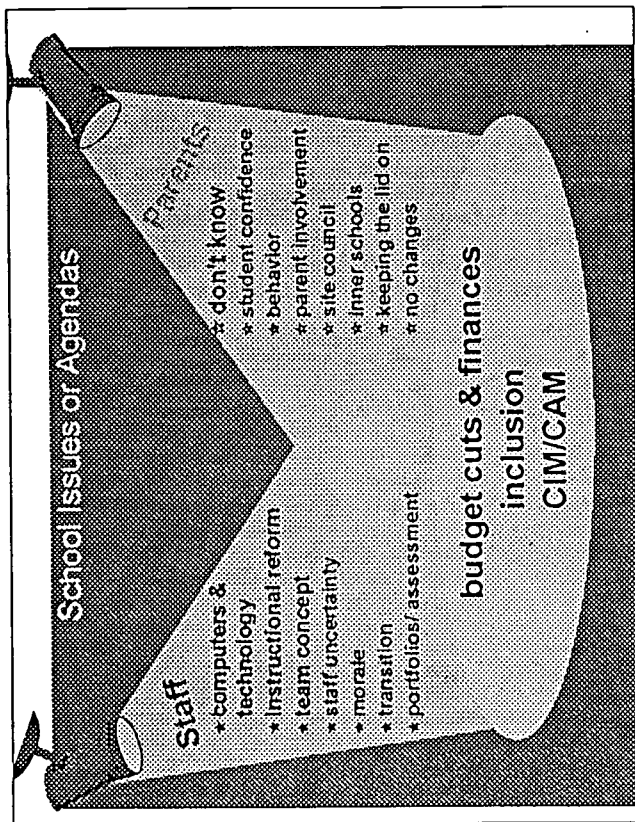 School Issues or Agendas
Staff
★ computers &
technology
★ Instructional reform
★ team concept
★ staff uncertainty
★ morale
★ transition
★ portfolios/ assessment
Parents
★ don't know
★ student confidence
★ behavior
★ parent involvement
★ site council
★ inner schools
★ keeping the lid on
★ no changes
budget cuts & finances
inclusion
CIM/CAM